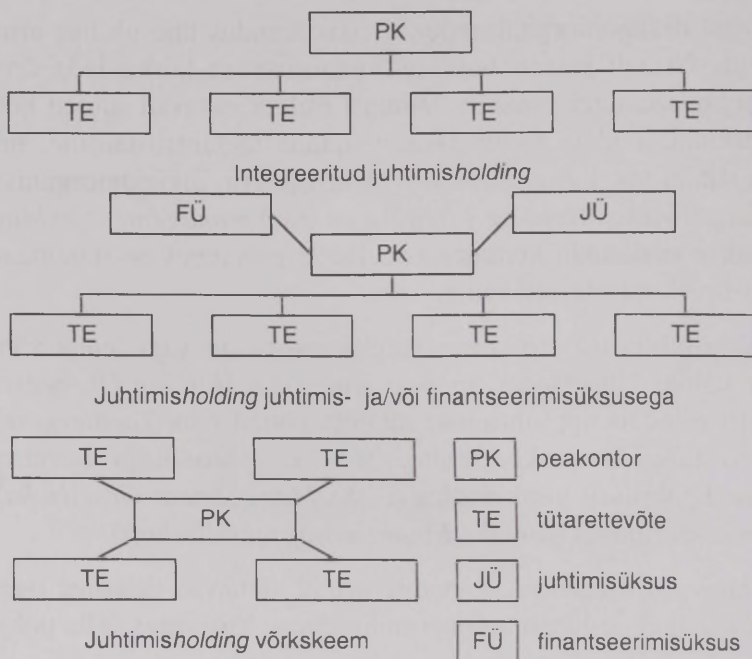 PK
TE TE TE TE
Integreeritud juhtimisholding
FÜ JÜ
PK
TE TE TE TE
Juhtimisholding juhtimis- ja/või finantseerimisüksusega
TE TE
PK
TE TE
Juhtimisholding võrkskeem
PK peakontor
TE tütarettevõte
JÜ juhtimisüksus
FÜ finantseerimisüksus